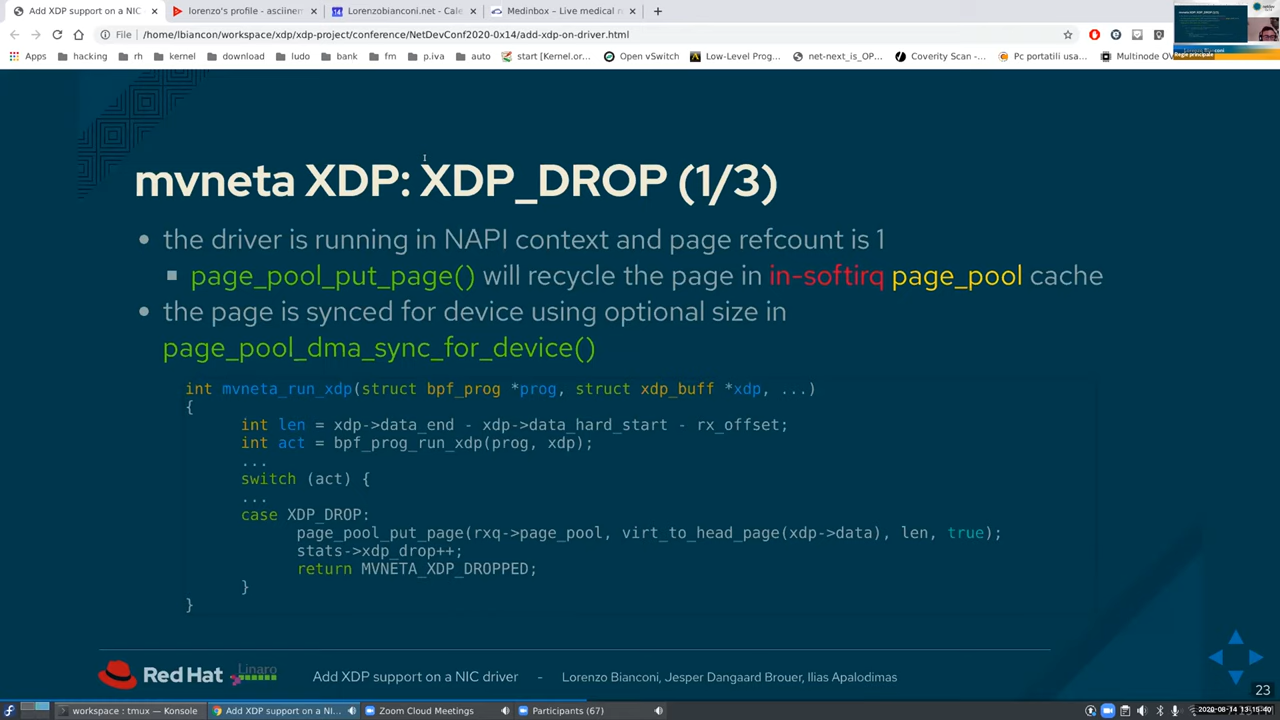 Add XDP support on a NIC
lorenzo's profile - asciinem
Lorenzobianconi.net - Cale
Medinbox – Live medical n
File
/home/lbiancon/workspace/xdp/xdp-project/conference/NetDevConf2020-0x14/add-xdp-on-driver.html
Apps
hacking
rh
kernel
download
ludo
bank
p.iva
auto
start [Kernel.org...
Open vSwitch
Low-Level Prog...
net-next_is_OP...
Coverity Scan -...
Pc portatili usa...
Multinode OV
mvneta XDP: XDP_DROP (1/3)
the driver is running in NAPI context and page refcount is 1
page_pool_put_page() will recycle the page in in-softirq page_pool cache
the page is synced for device using optional size in
page_pool_dma_sync_for_device()
int mvneta_run_xdp(struct bpf_prog *prog, struct xdp_buff *xdp, ...)
{
int len = xdp->data_end - xdp->data_hard_start - rx_offset;
int act = bpf_prog_run_xdp(prog, xdp);
...
switch (act) {
...
case XDP_DROP:
page_pool_put_page(rxq->page_pool, virt_to_head_page(xdp->data), len, true);
stats->xdp_drop++;
return MVNETA_XDP_DROPPED;
}
}
Red Hat
Linaro
Add XDP support on a NIC driver - Lorenzo Bianconi, Jesper Dangaard Brouer, Ilias Apalodimas
23
workspace : tmux — Konsole
Add XDP support on a NI...
Zoom Cloud Meetings
Participants (67)
2020-08-14 13:15:40